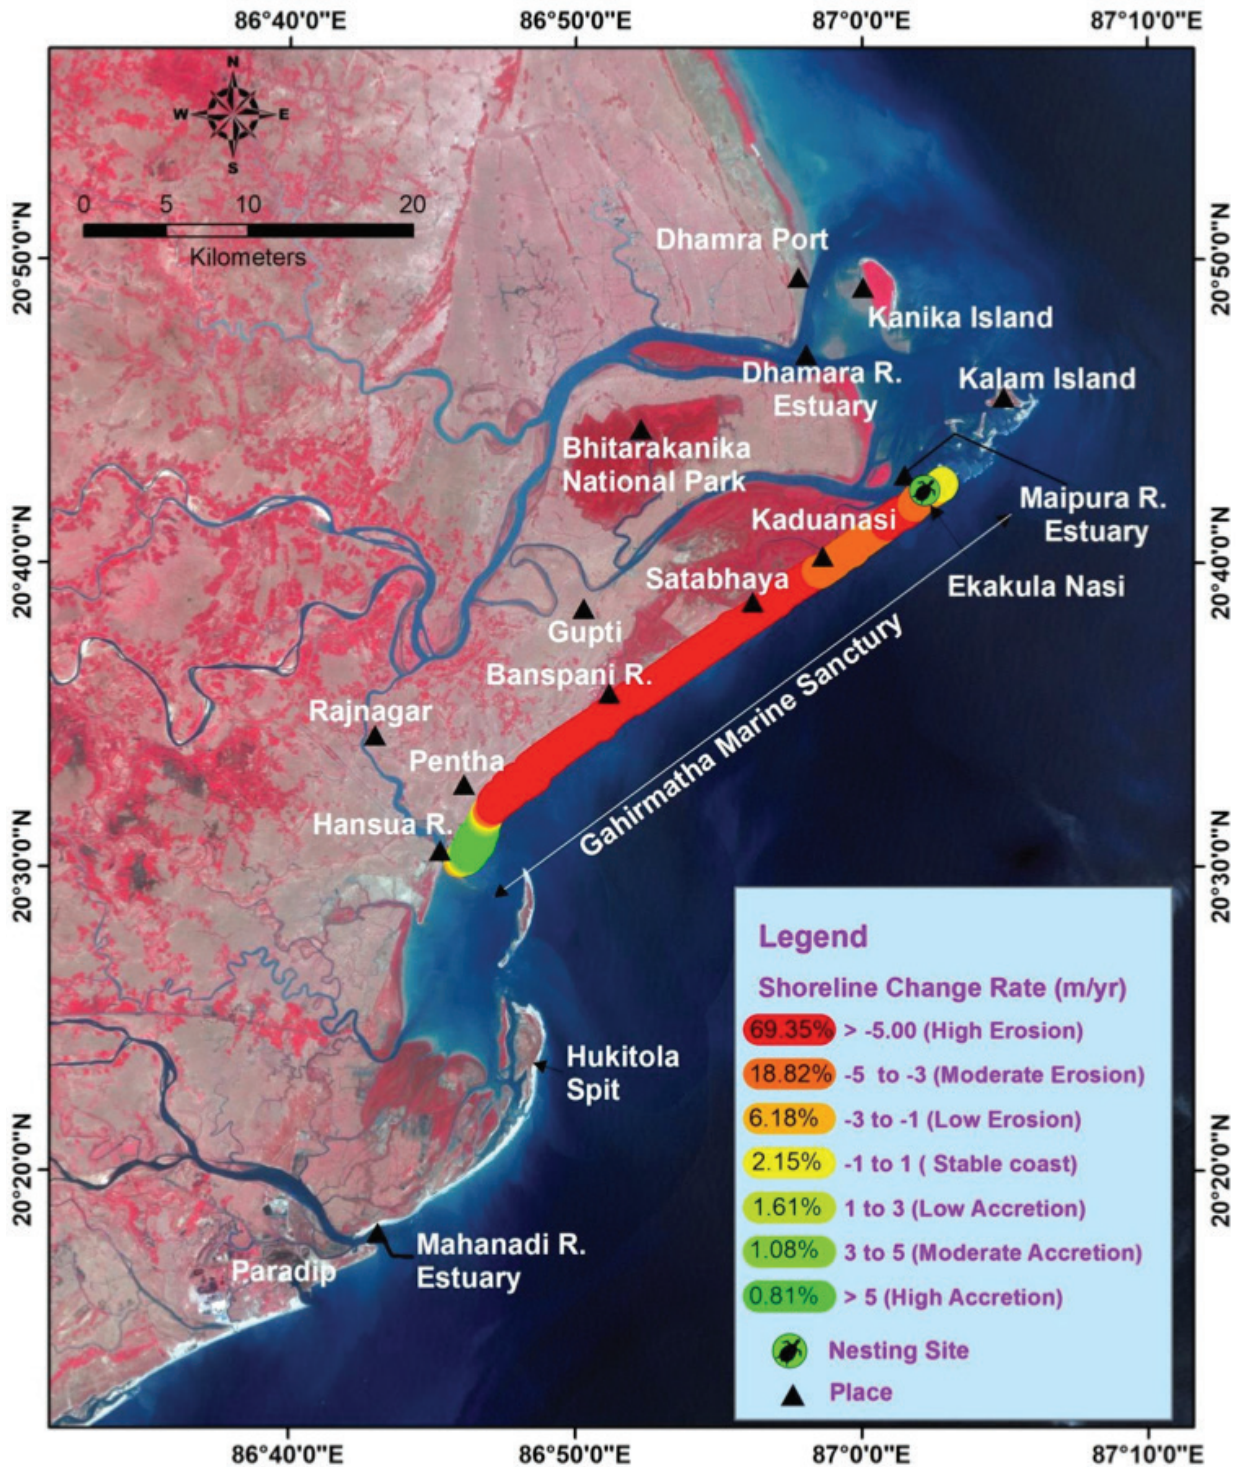 86°40'0"E
86°50'0"E
87°0'0"E
87°10'0"E
N
W
E
S
0
5
10
20
Kilometers
20°50'0"N
20°50'0"N
Dhamra Port
Kanika Island
Dhamara R.
Estuary
Kalam Island
Bhitarakanika
National Park
Maipura R.
Estuary
Kaduanasi
20°40'0"N
20°40'0"N
Satabhaya
Ekakula Nasi
Gupti
Banspani R.
Gahirmatha Marine Sanctury
Rajnagar
Pentha
Hansua R.
20°30'0"N
20°30'0"N
Legend
Shoreline Change Rate (m/yr)
69.35% > -5.00 (High Erosion)
18.82% -5 to -3 (Moderate Erosion)
6.18% -3 to -1 (Low Erosion)
2.15% -1 to 1 ( Stable coast)
1.61% 1 to 3 (Low Accretion)
1.08% 3 to 5 (Moderate Accretion)
0.81% > 5 (High Accretion)
Nesting Site
Place
Hukitola
Spit
20°20'0"N
20°20'0"N
Mahanadi R.
Estuary
Paradip
86°40'0"E
86°50'0"E
87°0'0"E
87°10'0"E